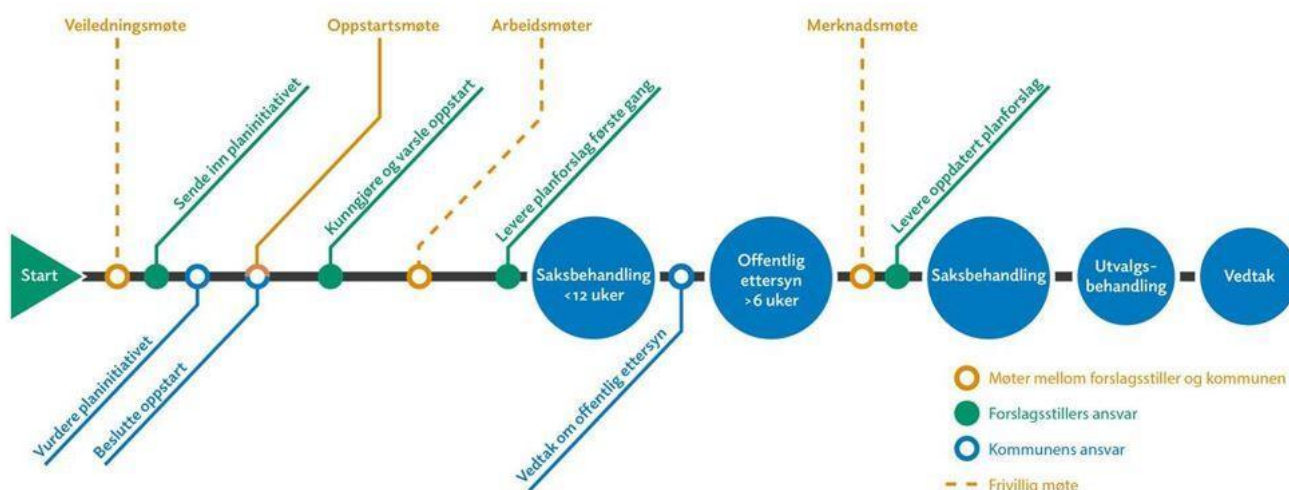 Veiledningsmøte
Oppstartsmøte
Arbeidsmøter
Merknadsmøte
Sende inn planinitiativet
Kunngjøre og varsle oppstart
Levere planforslag første gang
Levere oppdatert planforslag
Start
Saksbehandling
<12 uker
Offentlig
ettersyn
>6 uker
Saksbehandling
Utvalgs-
behandling
Vedtak
Vurdere planinitiativet
Beslutte oppstart
Vedtak om offentlig ettersyn
Møter mellom forslagsstiller og kommunen
Forslagsstillers ansvar
Kommunens ansvar
Frivillig møte